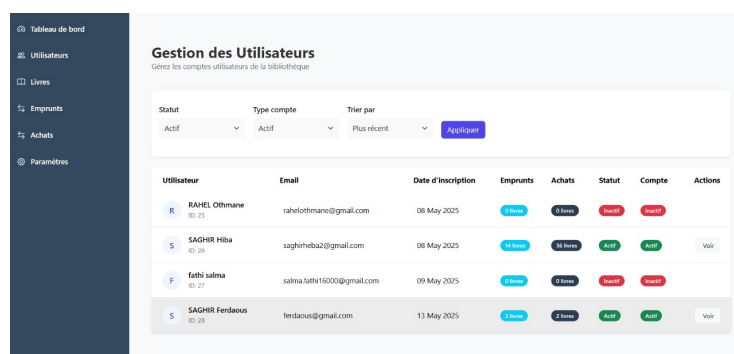 Tableau de bord
Utilisateurs
Livres
Emprunts
Achats
Paramètres
Gestion des Utilisateurs
Gérez les comptes utilisateurs de la bibliothèque
Statut Type compte Trier par
Actif Actif Plus récent Appliquer
Utilisateur Email Date d'inscription Emprunts Achats Statut Compte Actions
R RAHEL Othmane rahelothmane@gmail.com 08 May 2025 0 livres 0 livres Inactif Inactif
ID: 25
S SAGHIR Hiba saghirheba2@gmail.com 08 May 2025 14 livres 36 livres Actif Actif Voir
ID: 26
F fathi salma salma.fathi16000@gmail.com 09 May 2025 0 livres 0 livres Inactif Inactif
ID: 27
S SAGHIR Ferdaous ferdaous@gmail.com 13 May 2025 2 livres 2 livres Actif Actif Voir
ID: 28